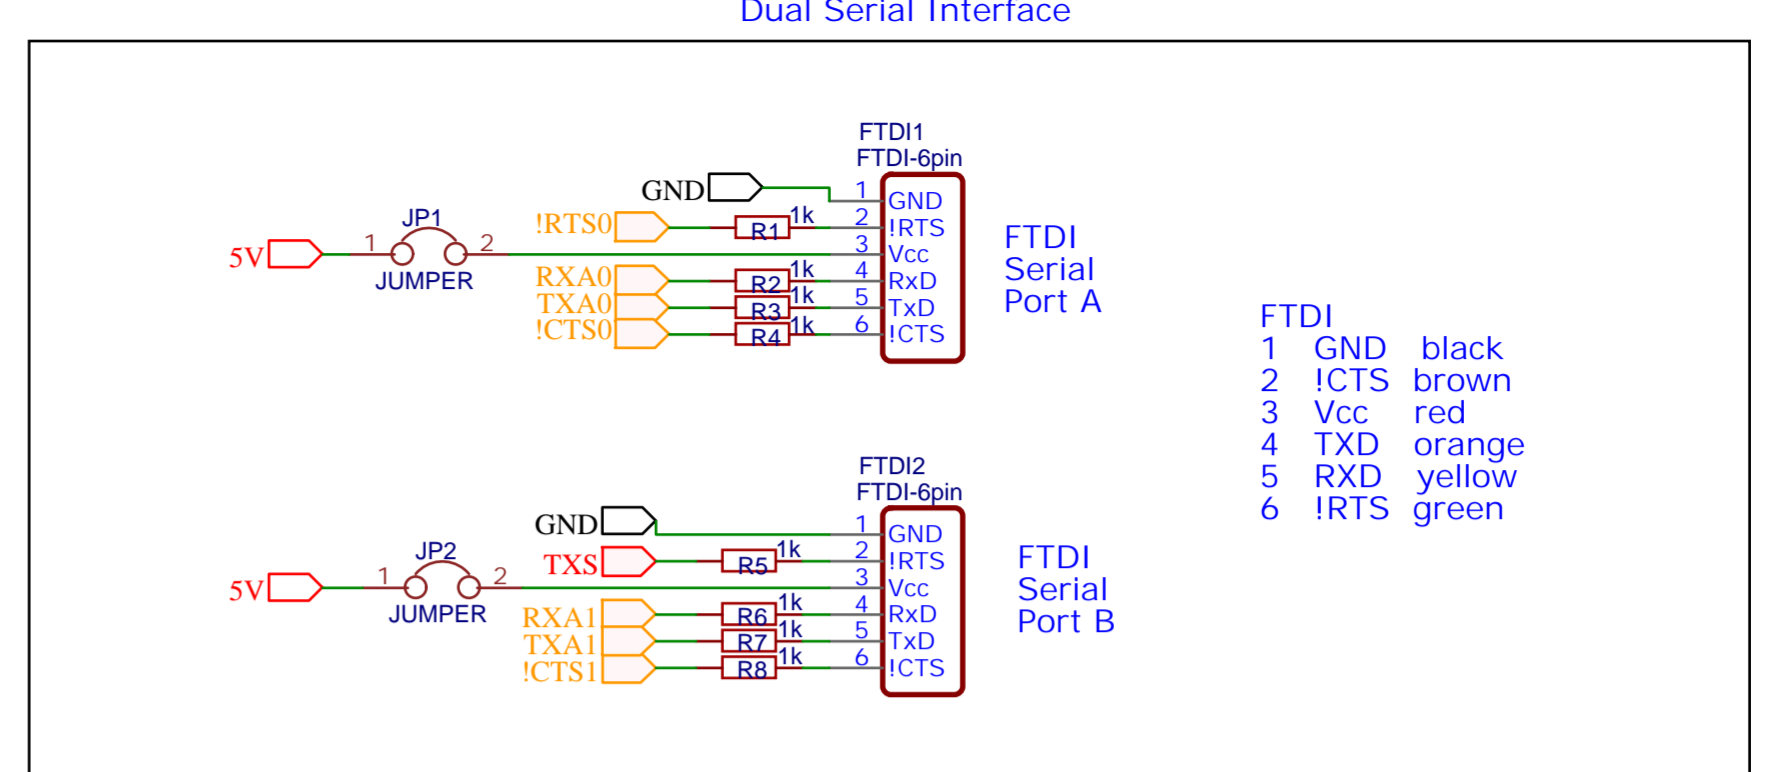 Dual Serial Interface
FTDI1
FTDI-6pin
GND
1
GND
!RTS0
R1
1k
2
!RTS
5V
1
JP1
2
JUMPER
3
Vcc
RXA0
R2
1k
4
RxD
TXA0
R3
1k
5
TxD
!CTS0
R4
1k
6
!CTS
FTDI
Serial
Port A
FTDI
1 GND black
2 !CTS brown
3 Vcc red
4 TXD orange
5 RXD yellow
6 !RTS green
FTDI2
FTDI-6pin
GND
1
GND
TXS
R5
1k
2
!RTS
5V
1
JP2
2
JUMPER
3
Vcc
RXA1
R6
1k
4
RxD
TXA1
R7
1k
5
TxD
!CTS1
R8
1k
6
!CTS
FTDI
Serial
Port B